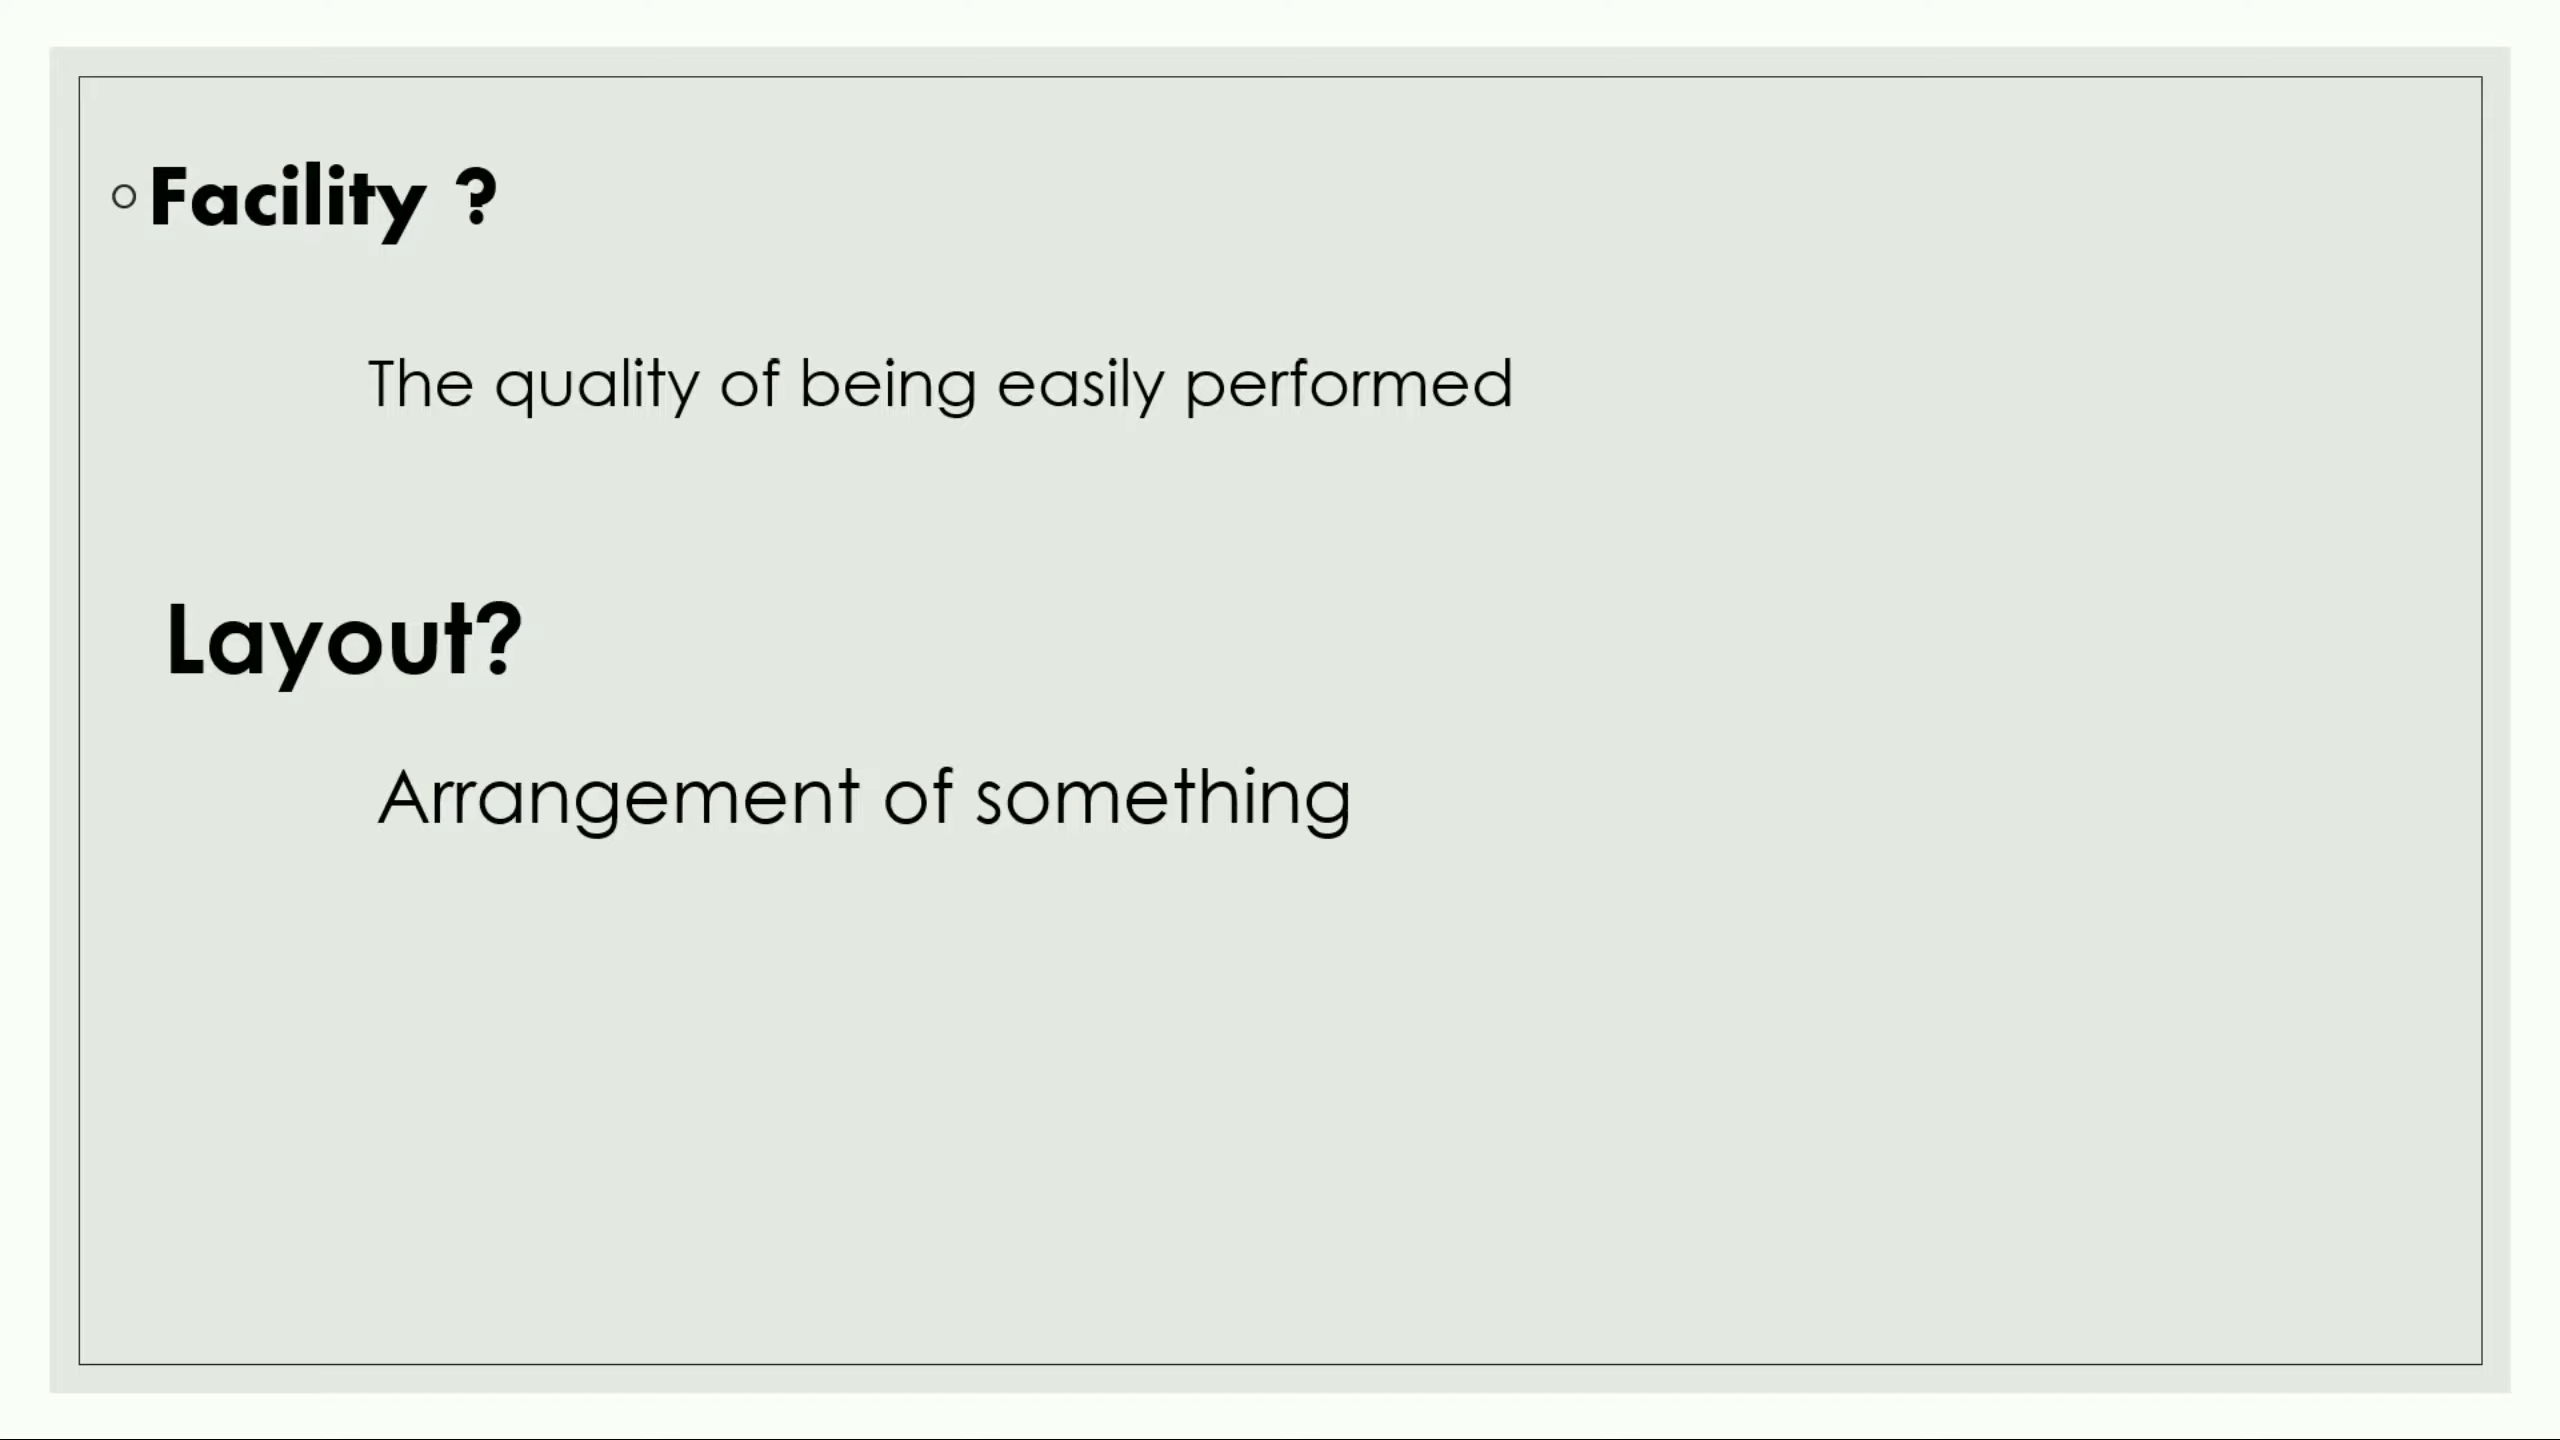 Facility ?
The quality of being easily performed
Layout?
Arrangement of something